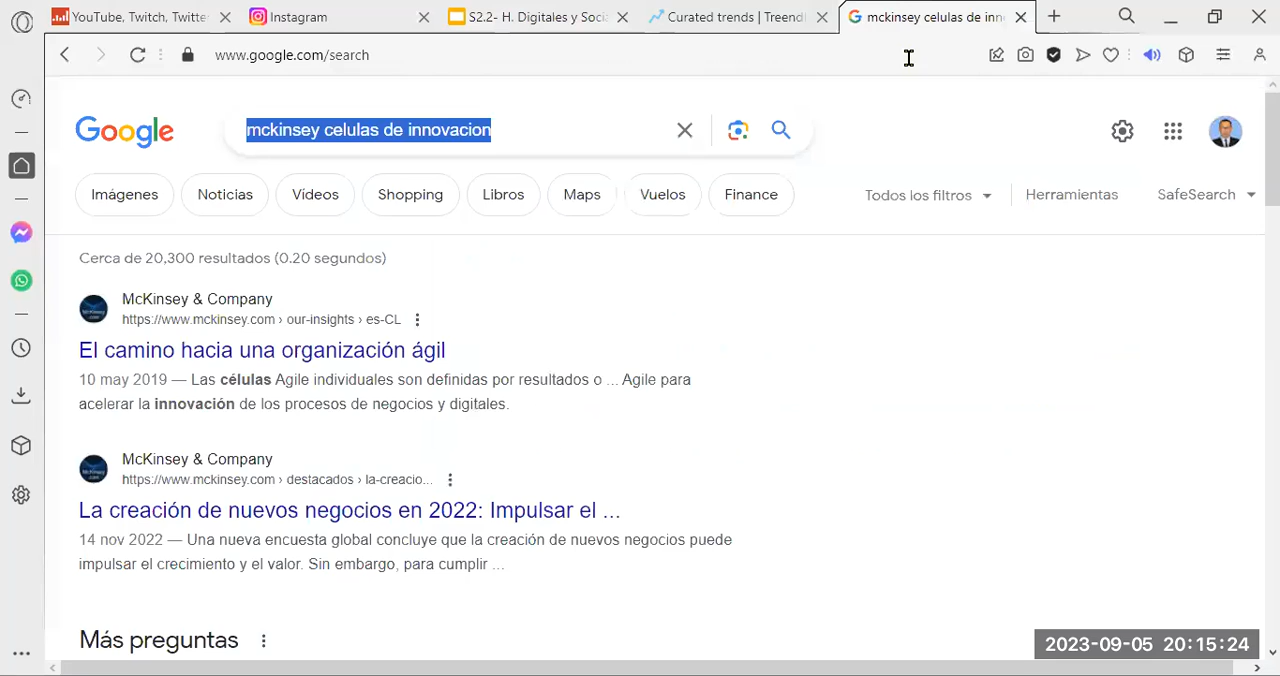 YouTube, Twitch, Twitte
Instagram
S2.2- H. Digitales y Socia
Curated trends | Treend
mckinsey celulas de inn
www.google.com/search
Google
mckinsey celulas de innovacion
Imágenes
Noticias
Vídeos
Shopping
Libros
Maps
Vuelos
Finance
Todos los filtros
Herramientas
SafeSearch
Cerca de 20,300 resultados (0.20 segundos)
McKinsey & Company
https://www.mckinsey.com › our-insights › es-CL
El camino hacia una organización ágil
10 may 2019 — Las células Agile individuales son definidas por resultados o ... Agile para
acelerar la innovación de los procesos de negocios y digitales.
McKinsey & Company
https://www.mckinsey.com › destacados › la-creacio...
La creación de nuevos negocios en 2022: Impulsar el ...
14 nov 2022 — Una nueva encuesta global concluye que la creación de nuevos negocios puede
impulsar el crecimiento y el valor. Sin embargo, para cumplir ...
Más preguntas
2023-09-05 20:15:24